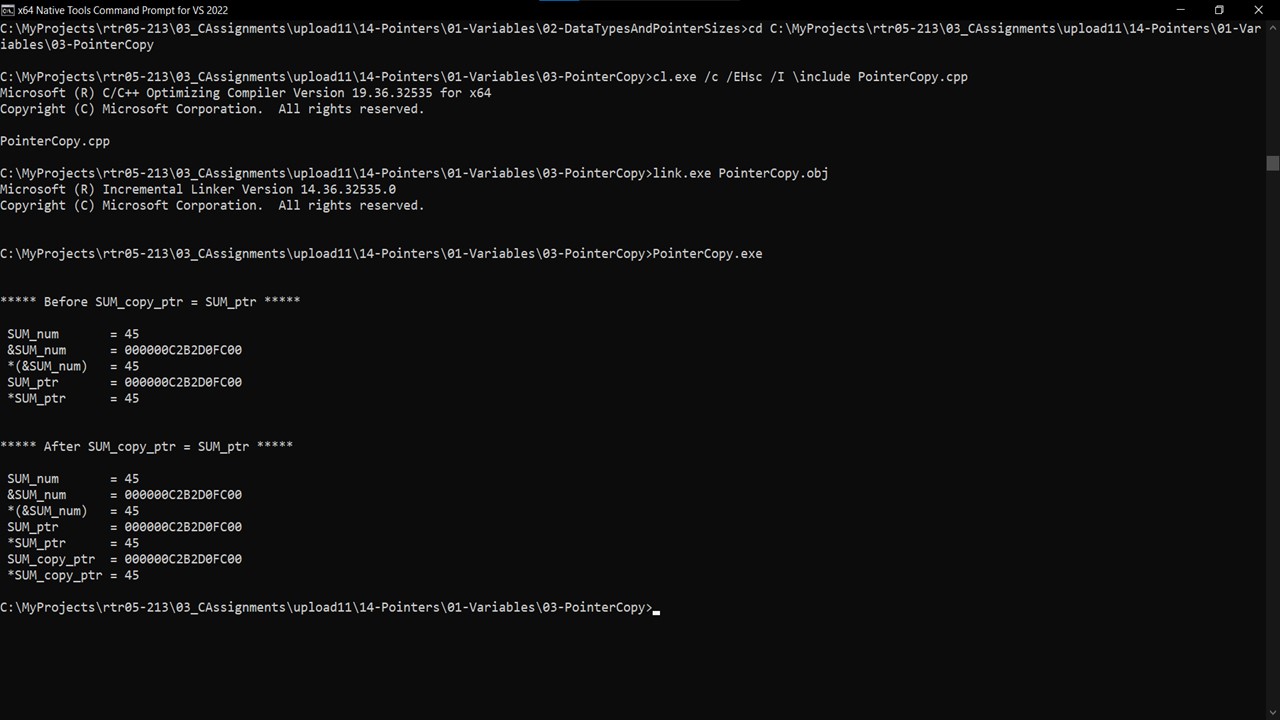 x64 Native Tools Command Prompt for VS 2022
C:\MyProjects\rtr05-213\03_CAssignments\upload11\14-Pointers\01-Variables\02-DataTypesAndPointerSizes>cd C:\MyProjects\rtr05-213\03_CAssignments\upload11\14-Pointers\01-Var
iables\03-PointerCopy
C:\MyProjects\rtr05-213\03_CAssignments\upload11\14-Pointers\01-Variables\03-PointerCopy>cl.exe /c /EHsc /I \include PointerCopy.cpp
Microsoft (R) C/C++ Optimizing Compiler Version 19.36.32535 for x64
Copyright (C) Microsoft Corporation.  All rights reserved.
PointerCopy.cpp
C:\MyProjects\rtr05-213\03_CAssignments\upload11\14-Pointers\01-Variables\03-PointerCopy>link.exe PointerCopy.obj
Microsoft (R) Incremental Linker Version 14.36.32535.0
Copyright (C) Microsoft Corporation.  All rights reserved.
C:\MyProjects\rtr05-213\03_CAssignments\upload11\14-Pointers\01-Variables\03-PointerCopy>PointerCopy.exe
***** Before SUM_copy_ptr = SUM_ptr *****
SUM_num       = 45
&SUM_num      = 000000C2B2D0FC00
*(&SUM_num)   = 45
SUM_ptr       = 000000C2B2D0FC00
*SUM_ptr      = 45
***** After SUM_copy_ptr = SUM_ptr *****
SUM_num       = 45
&SUM_num      = 000000C2B2D0FC00
*(&SUM_num)   = 45
SUM_ptr       = 000000C2B2D0FC00
*SUM_ptr      = 45
SUM_copy_ptr  = 000000C2B2D0FC00
*SUM_copy_ptr = 45
C:\MyProjects\rtr05-213\03_CAssignments\upload11\14-Pointers\01-Variables\03-PointerCopy>